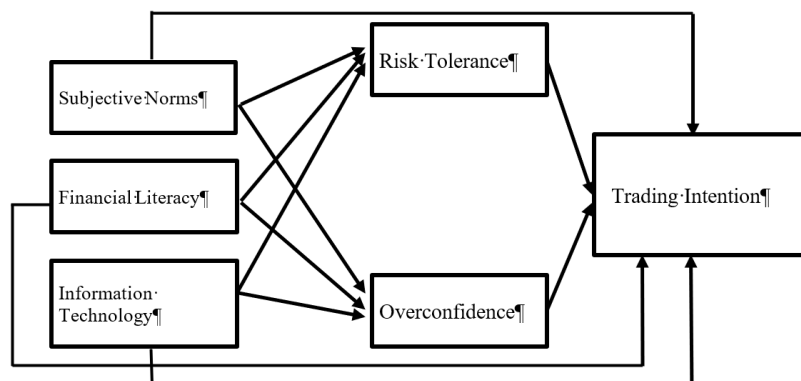 Risk·Tolerance¶
Subjective·Norms¶
Financial·Literacy¶
Trading·Intention¶
Information·
Technology¶
Overconfidence¶